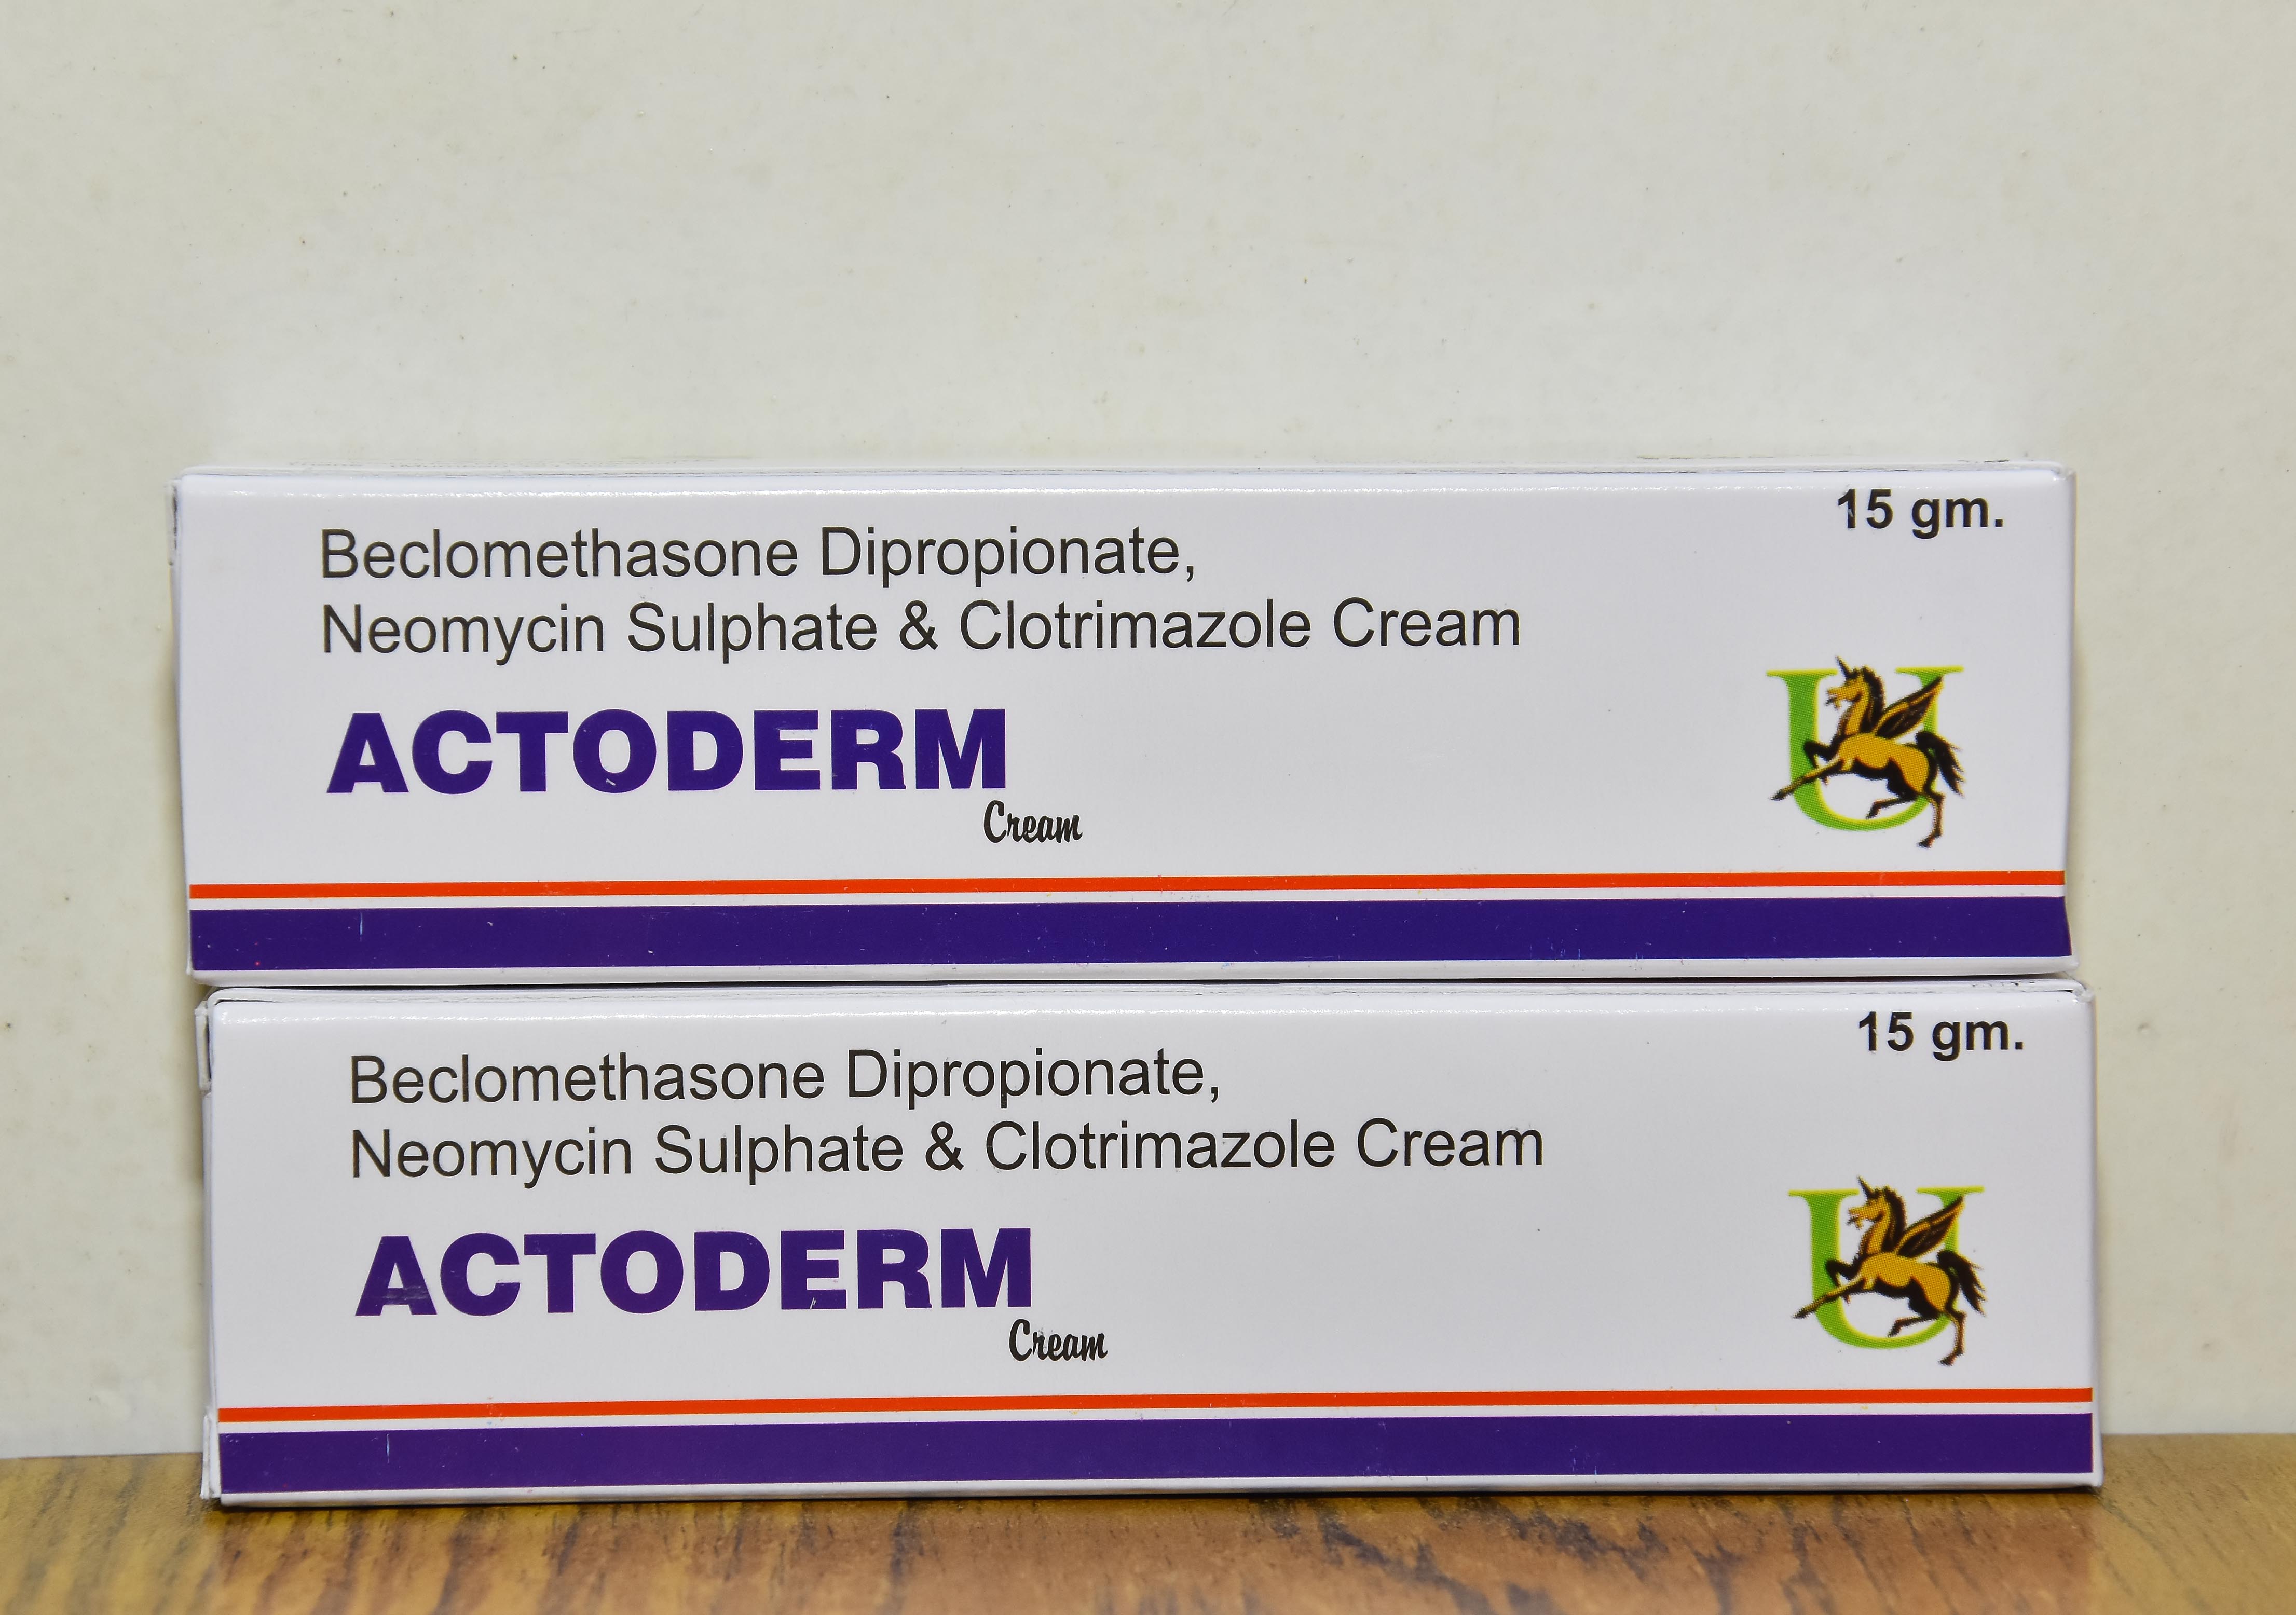 15 gm.
Beclomethasone Dipropionate,
Neomycin Sulphate & Clotrimazole Cream
ACTODERM
Cream
U
15 gm.
Beclomethasone Dipropionate,
Neomycin Sulphate & Clotrimazole Cream
ACTODERM
Cream
U